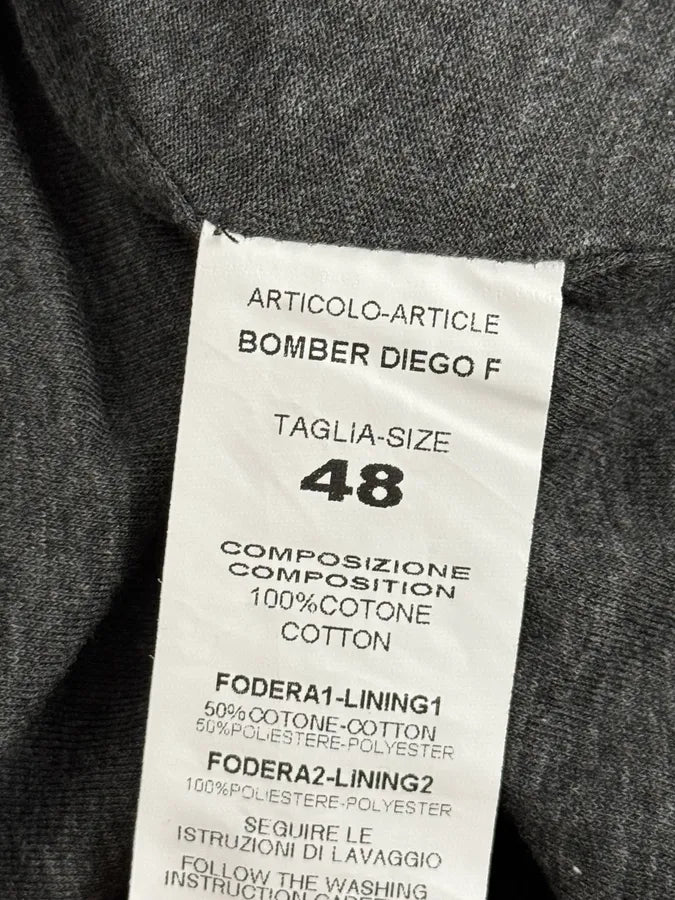 ARTICOLO-ARTICLE
BOMBER DIEGO F
TAGLIA-SIZE
48
COMPOSIZIONE
COMPOSITION
100%COTONE
COTTON
FODERA1-LINING1
50%COTONE-COTTON
50%POLIESTERE-POLYESTER
FODERA2-LINING2
100%POLIESTERE-POLYESTER
SEGUIRE LE
ISTRUZIONI DI LAVAGGIO
FOLLOW THE WASHING
INSTRUCTION